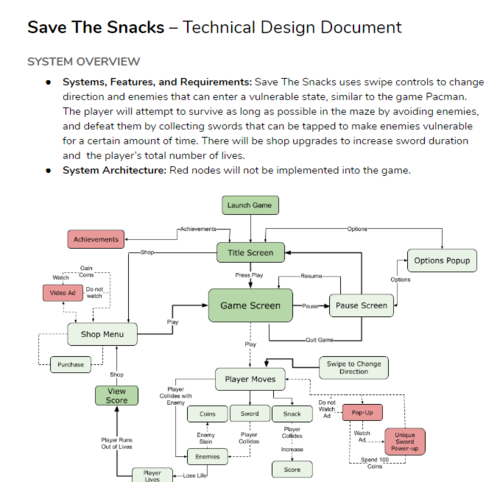 Save The Snacks – Technical Design Document
SYSTEM OVERVIEW
● Systems, Features, and Requirements: Save The Snacks uses swipe controls to change
direction and enemies that can enter a vulnerable state, similar to the game Pacman.
The player will attempt to survive as long as possible in the maze by avoiding enemies,
and defeat them by collecting swords that can be tapped to make enemies vulnerable
for a certain amount of time. There will be shop upgrades to increase sword duration
and the player's total number of lives.
● System Architecture: Red nodes will not be implemented into the game.
Launch Game
Achievements
Options
Achievements
Shop
Title Screen
Options Popup
Gain
Coins
Watch
Press Play
Resume
Options
Video Ad
Do not
watch
Game Screen
Pause
Pause Screen
Play
Shop Menu
Quit Game
Play
Purchase
Swipe to Change
Direction
Shop
Player Moves
View
Score
Player
Collides with
Enemy
Do not
Watch
Ad
Coins
Sword
Snack
Pop-Up
Enemy
Slain
Player
Collides
Player
Collides
Watch
Ad
Unique
Sword
Power-up
Player Runs
Out of Lives
Enemies
Increase
Spend 100
Coins
Player
Lives
Lose Life
Score